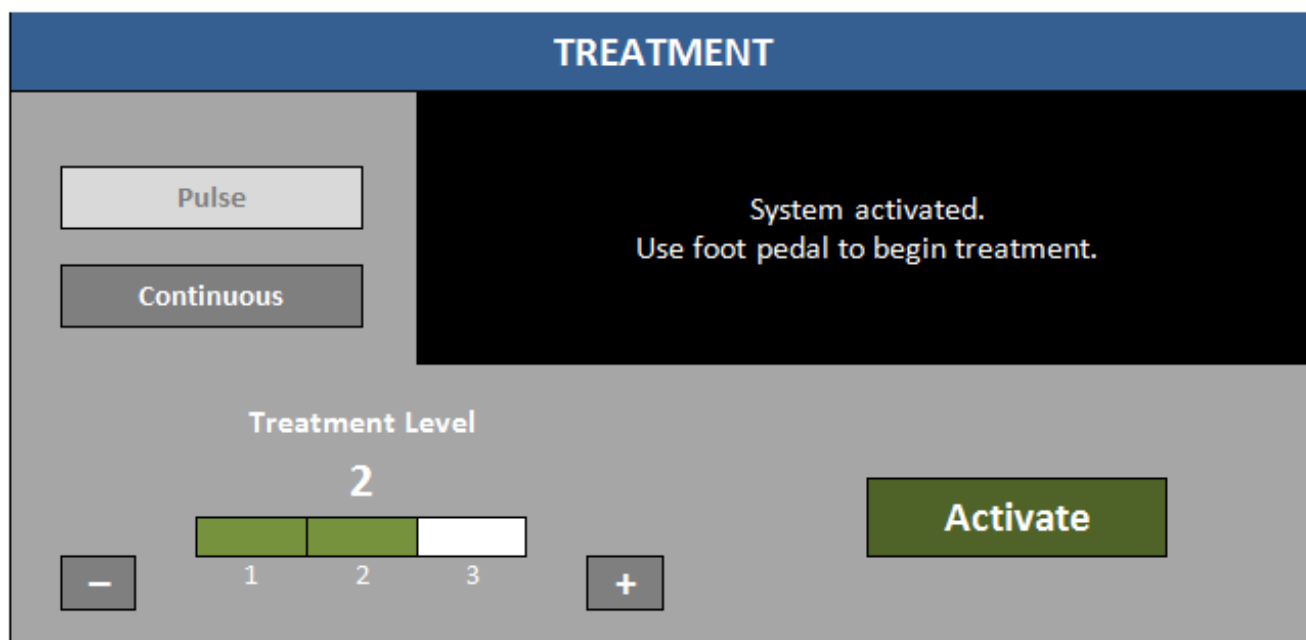 TREATMENT
Pulse
Continuous
System activated.
Use foot pedal to begin treatment.
Treatment Level
2
1 2 3
– +
Activate